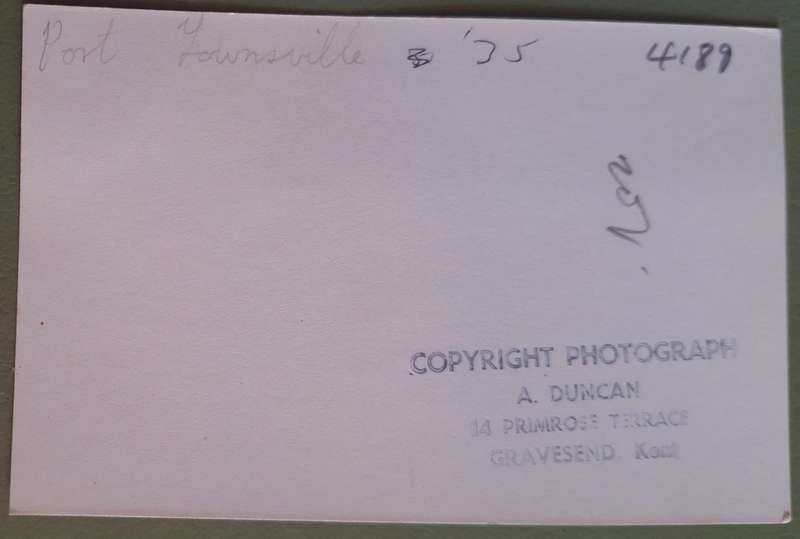 Port Townsville '35 4189
COPYRIGHT PHOTOGRAPH
A. DUNCAN
14 PRIMROSE TERRACE
GRAVESEND, Kent